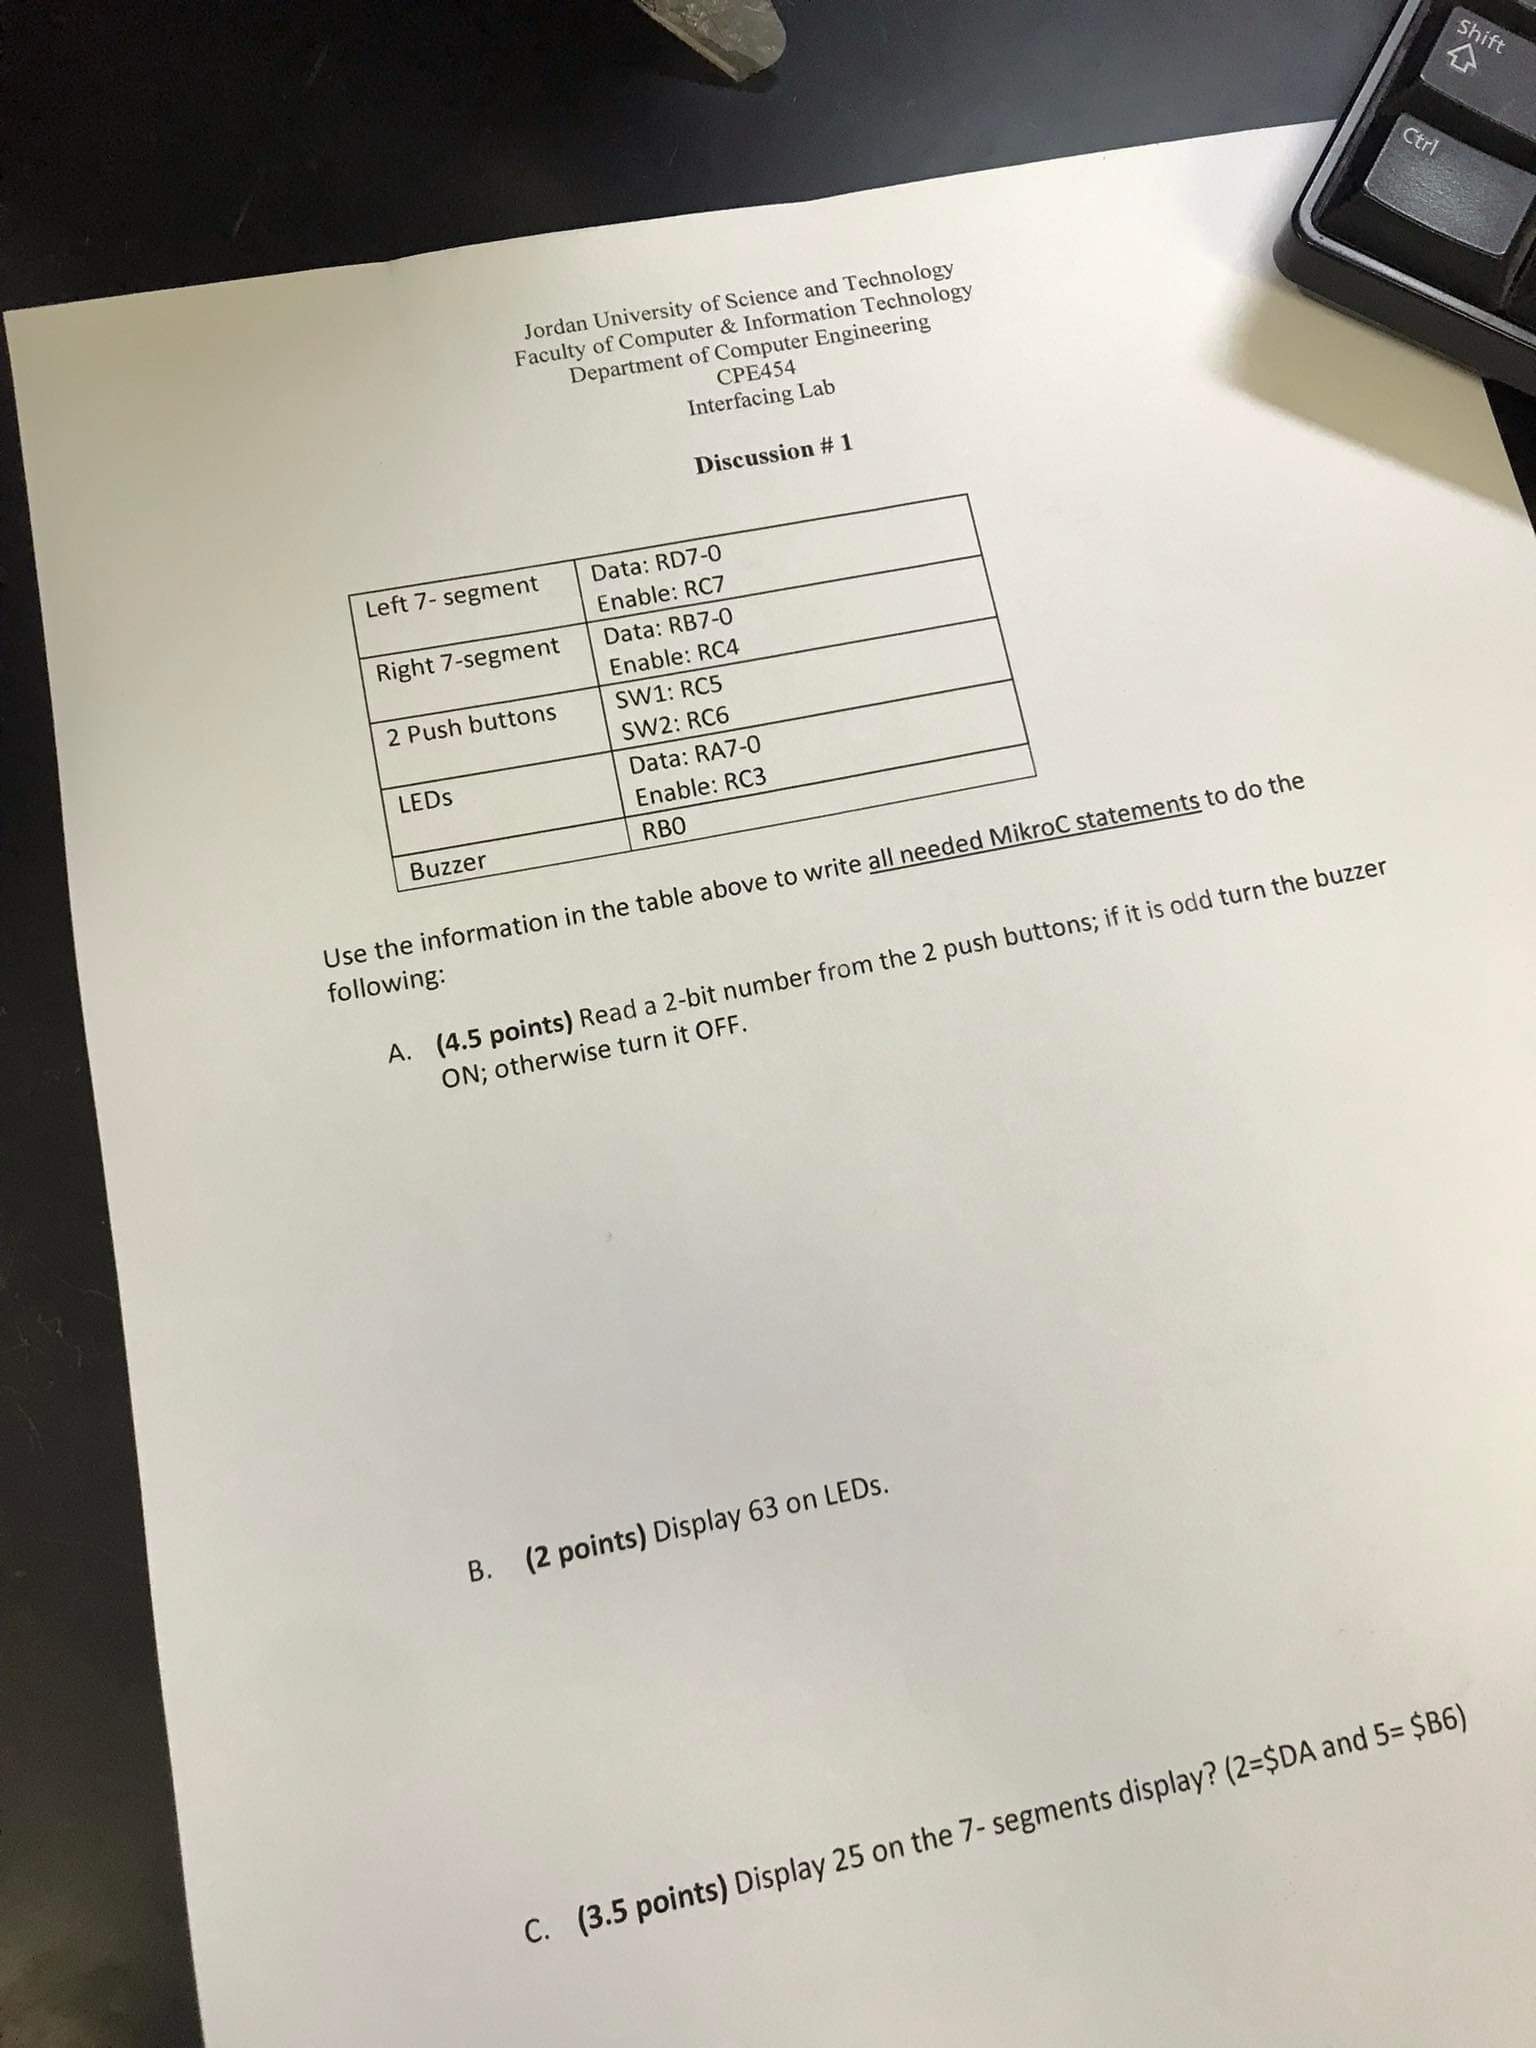 Shift
Ctrl
Jordan University of Science and Technology
Faculty of Computer & Information Technology
Department of Computer Engineering
CPE454
Interfacing Lab
Discussion # 1
Left 7- segment
Data: RD7-0
Enable: RC7
Right 7-segment
Data: RB7-0
Enable: RC4
2 Push buttons
SW1: RC5
SW2: RC6
LEDs
Data: RA7-0
Enable: RC3
Buzzer
RB0
Use the information in the table above to write all needed MikroC statements to do the
following:
A. (4.5 points) Read a 2-bit number from the 2 push buttons; if it is odd turn the buzzer
ON; otherwise turn it OFF.
B. (2 points) Display 63 on LEDs.
C. (3.5 points) Display 25 on the 7- segments display? (2=$DA and 5= $B6)